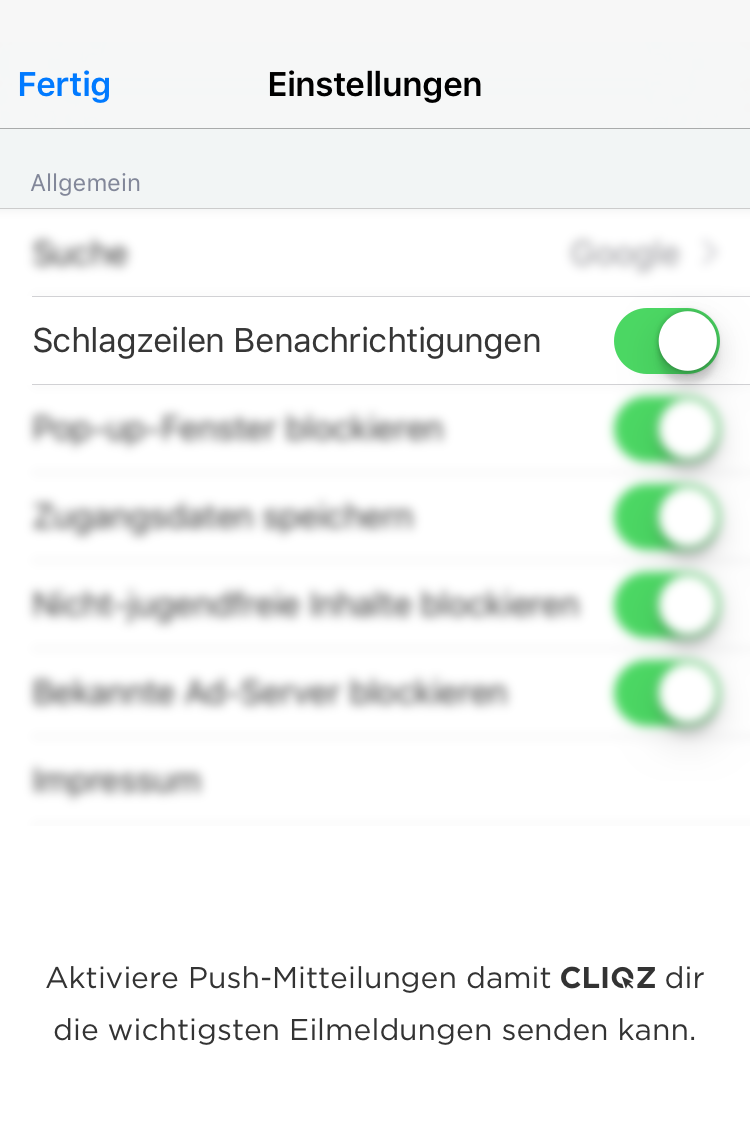 Fertig Einstellungen
Allgemein
Suche Google
Schlagzeilen Benachrichtigungen
Pop-up-Fenster blockieren
Zugangsdaten speichern
Nicht-jugendfreie Inhalte blockieren
Bekannte Ad-Server blockieren
Impressum
Aktiviere Push-Mitteilungen damit CLIQZ dir
die wichtigsten Eilmeldungen senden kann.